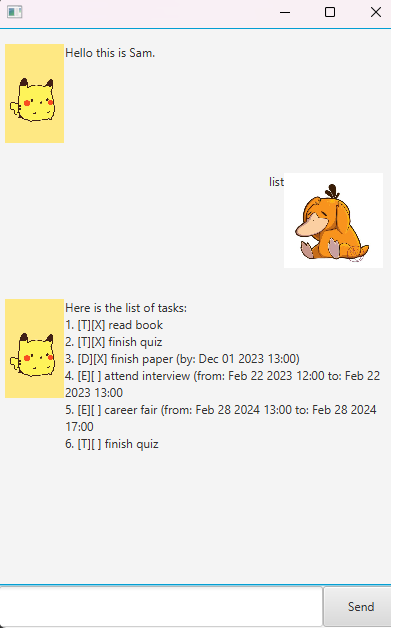 Hello this is Sam.
list
Here is the list of tasks:
1. [T][X] read book
2. [T][X] finish quiz
3. [D][X] finish paper (by: Dec 01 2023 13:00)
4. [E][ ] attend interview (from: Feb 22 2023 12:00 to: Feb 22
2023 13:00
5. [E][ ] career fair (from: Feb 28 2024 13:00 to: Feb 28 2024
17:00
6. [T][ ] finish quiz
Send